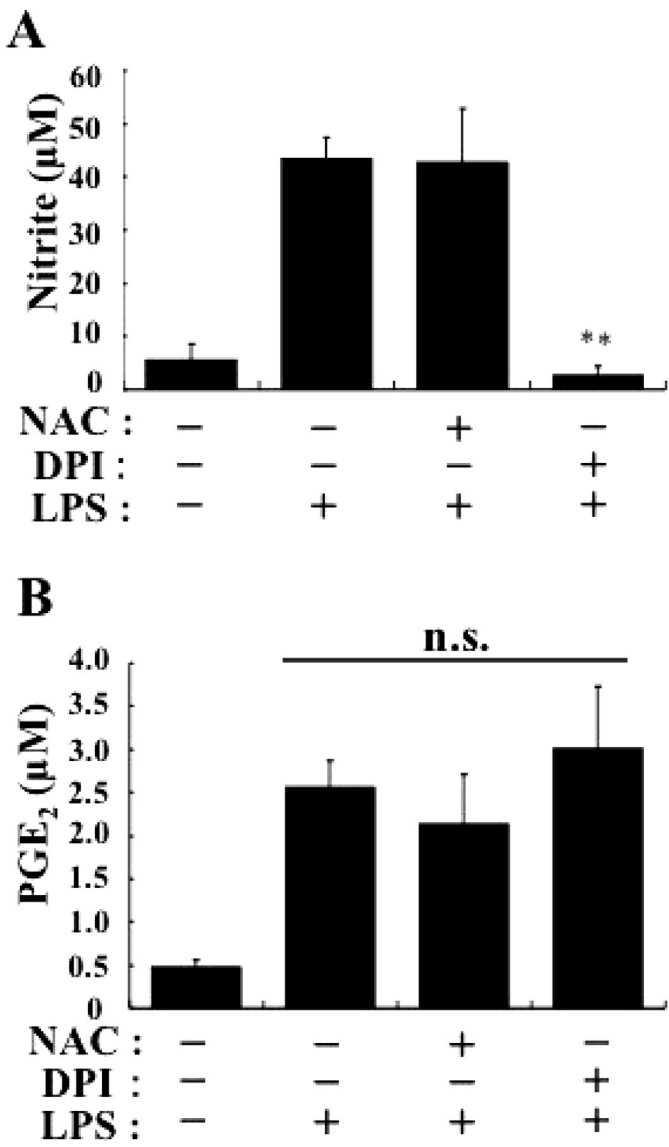 A
Nitrite (μM)
60
50
40
30
20
10
0
**
NAC : − − + −
DPI : − − − +
LPS : − + + +
B
n.s.
PGE₂ (μM)
4.0
3.5
3.0
2.5
2.0
1.5
1.0
0.5
0
NAC : − − + −
DPI : − − − +
LPS : − + + +